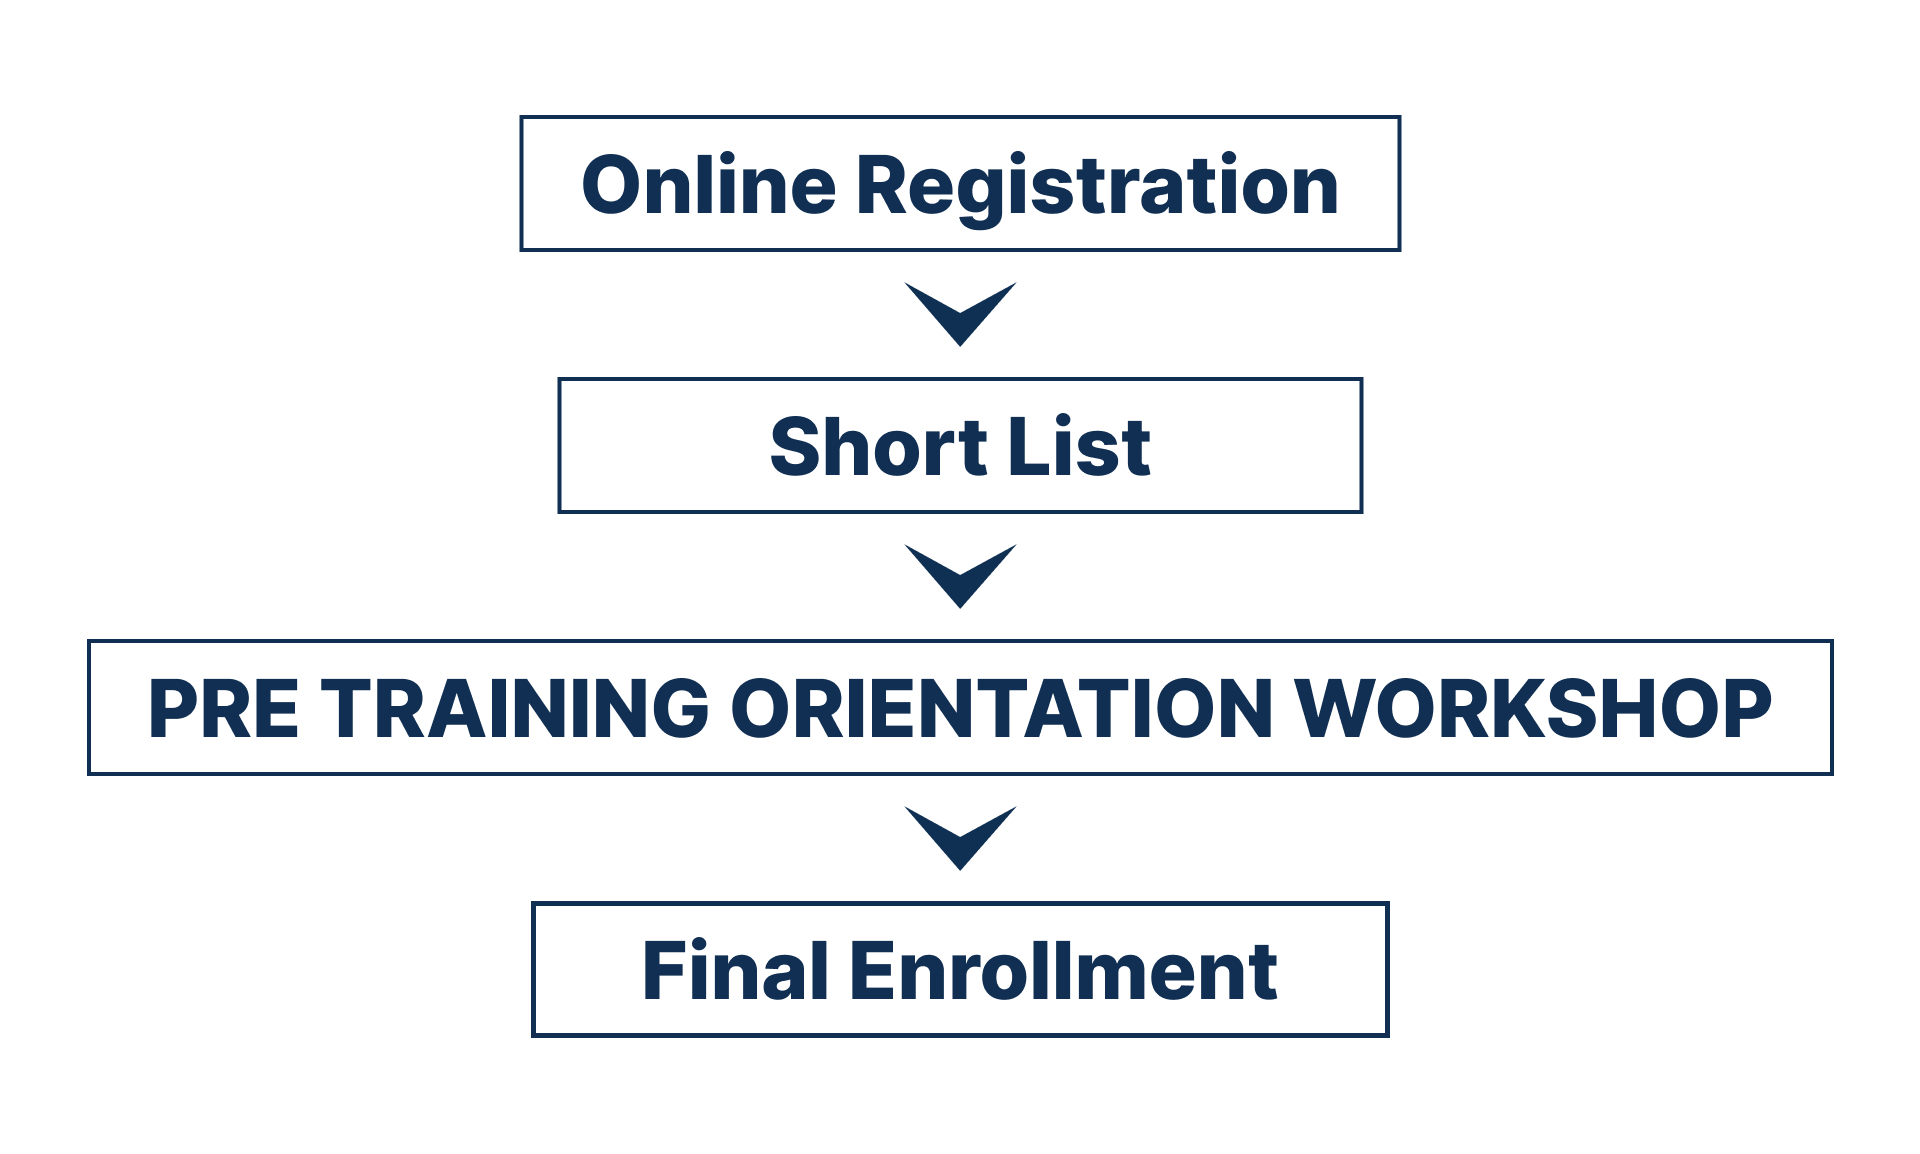 Online Registration
Short List
PRE TRAINING ORIENTATION WORKSHOP
Final Enrollment